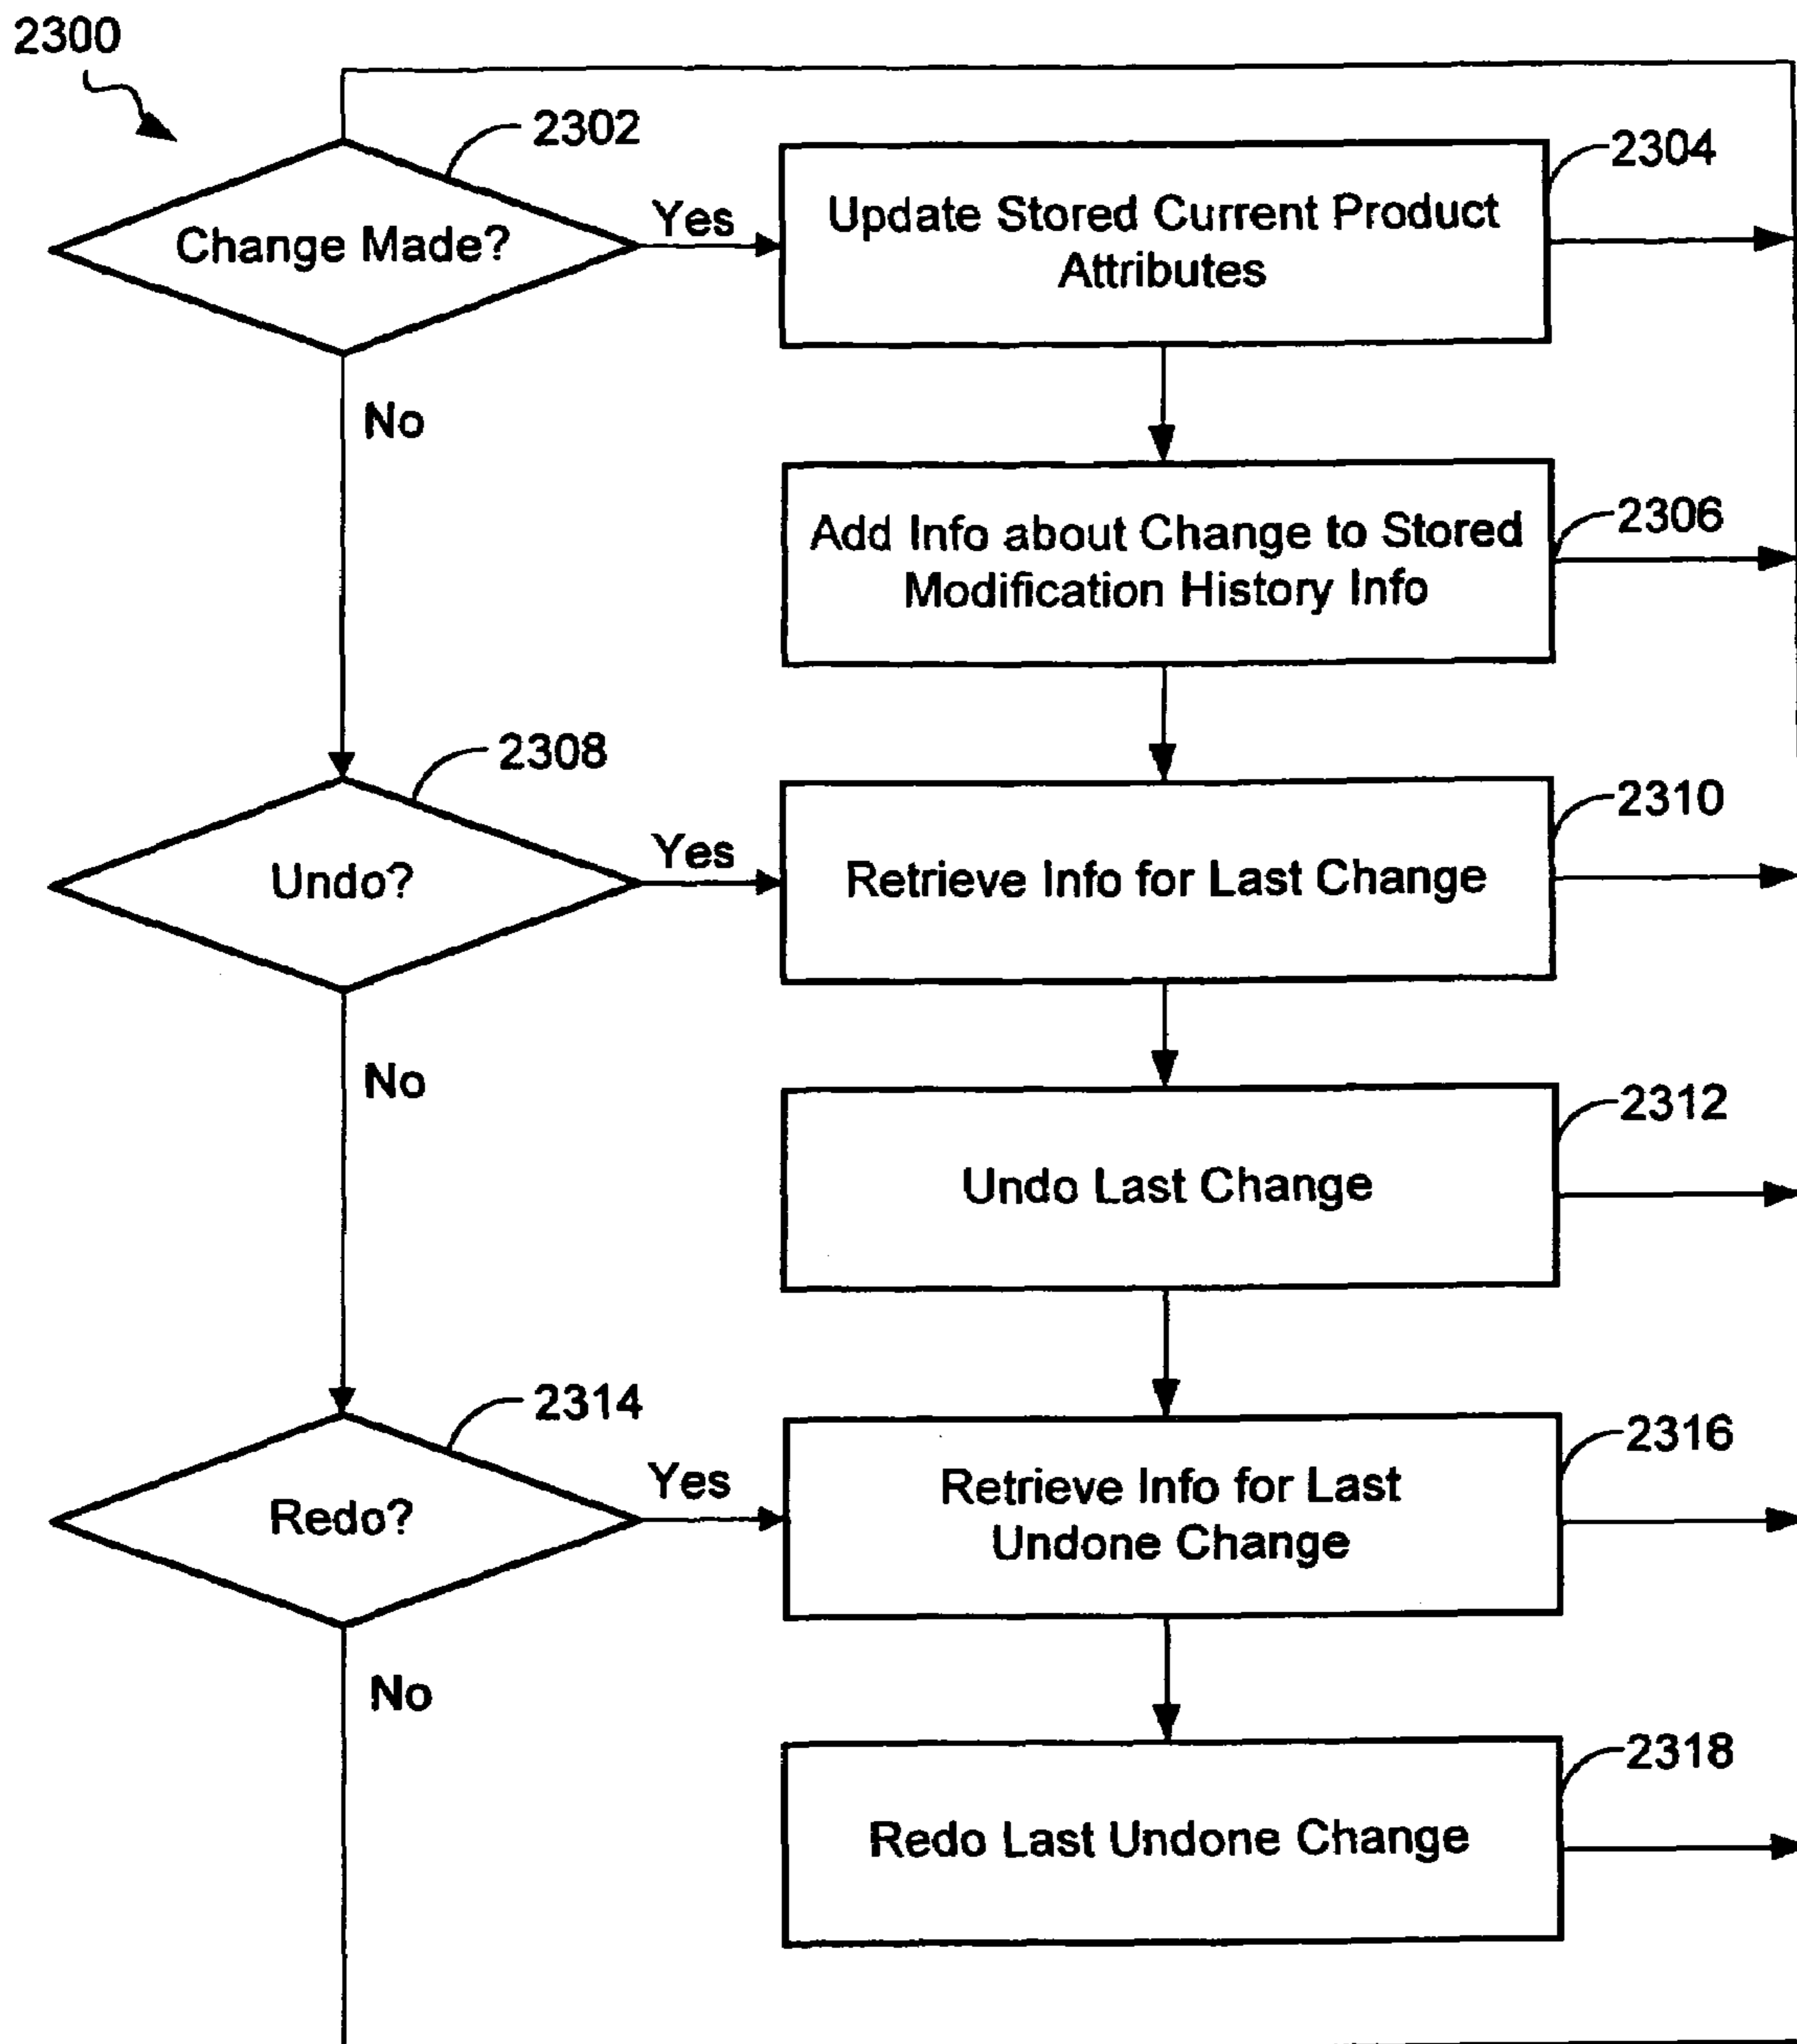 2300
2302
2304
Change Made?
Yes
Update Stored Current Product
Attributes
No
2306
Add Info about Change to Stored
Modification History Info
2308
2310
Undo?
Yes
Retrieve Info for Last Change
No
2312
Undo Last Change
2314
2316
Redo?
Yes
Retrieve Info for Last
Undone Change
No
2318
Redo Last Undone Change